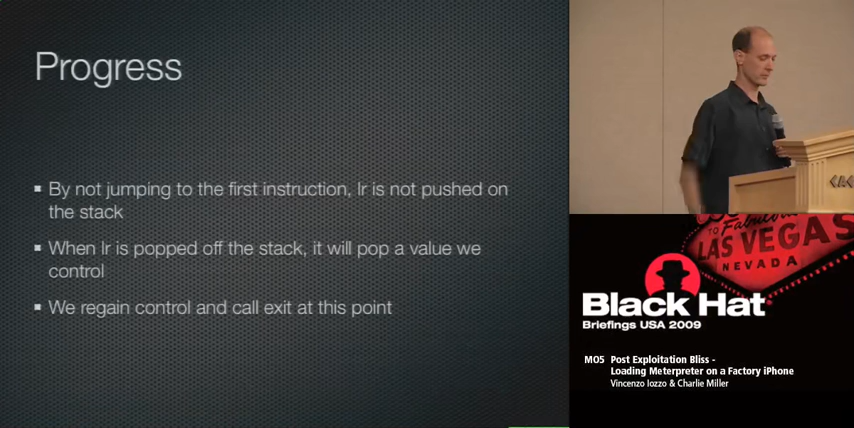 Progress
By not jumping to the first instruction, lr is not pushed on
the stack
When lr is popped off the stack, it will pop a value we
control
We regain control and call exit at this point
TO Fabulous
LAS VEGAS
NEVADA
Black Hat
Briefings USA 2009
MO5 Post Exploitation Bliss -
Loading Meterpreter on a Factory iPhone
Vincenzo Iozzo & Charlie Miller